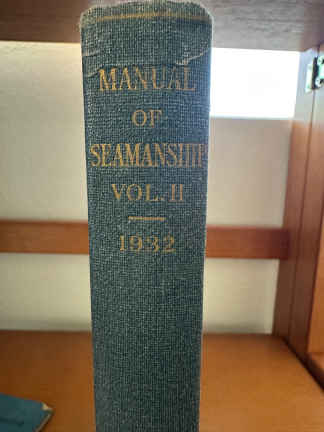 MANUAL
OF
SEAMANSHIP
VOL. II
1932